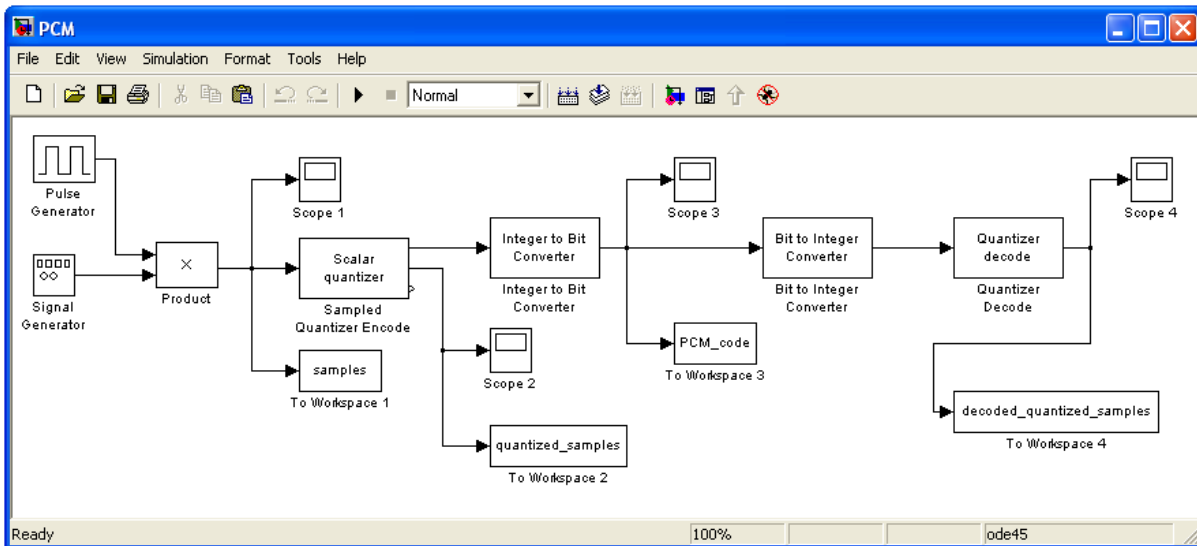 PCM
File Edit View Simulation Format Tools Help
Normal
Pulse
Generator
Signal
Generator
×
Product
Scope 1
Scalar
quantizer
Sampled
Quantizer Encode
samples
To Workspace 1
Integer to Bit
Converter
Integer to Bit
Converter
Scope 2
quantized_samples
To Workspace 2
Scope 3
PCM_code
To Workspace 3
Bit to Integer
Converter
Bit to Integer
Converter
Quantizer
decode
Quantizer
Decode
Scope 4
decoded_quantized_samples
To Workspace 4
Ready 100% ode45